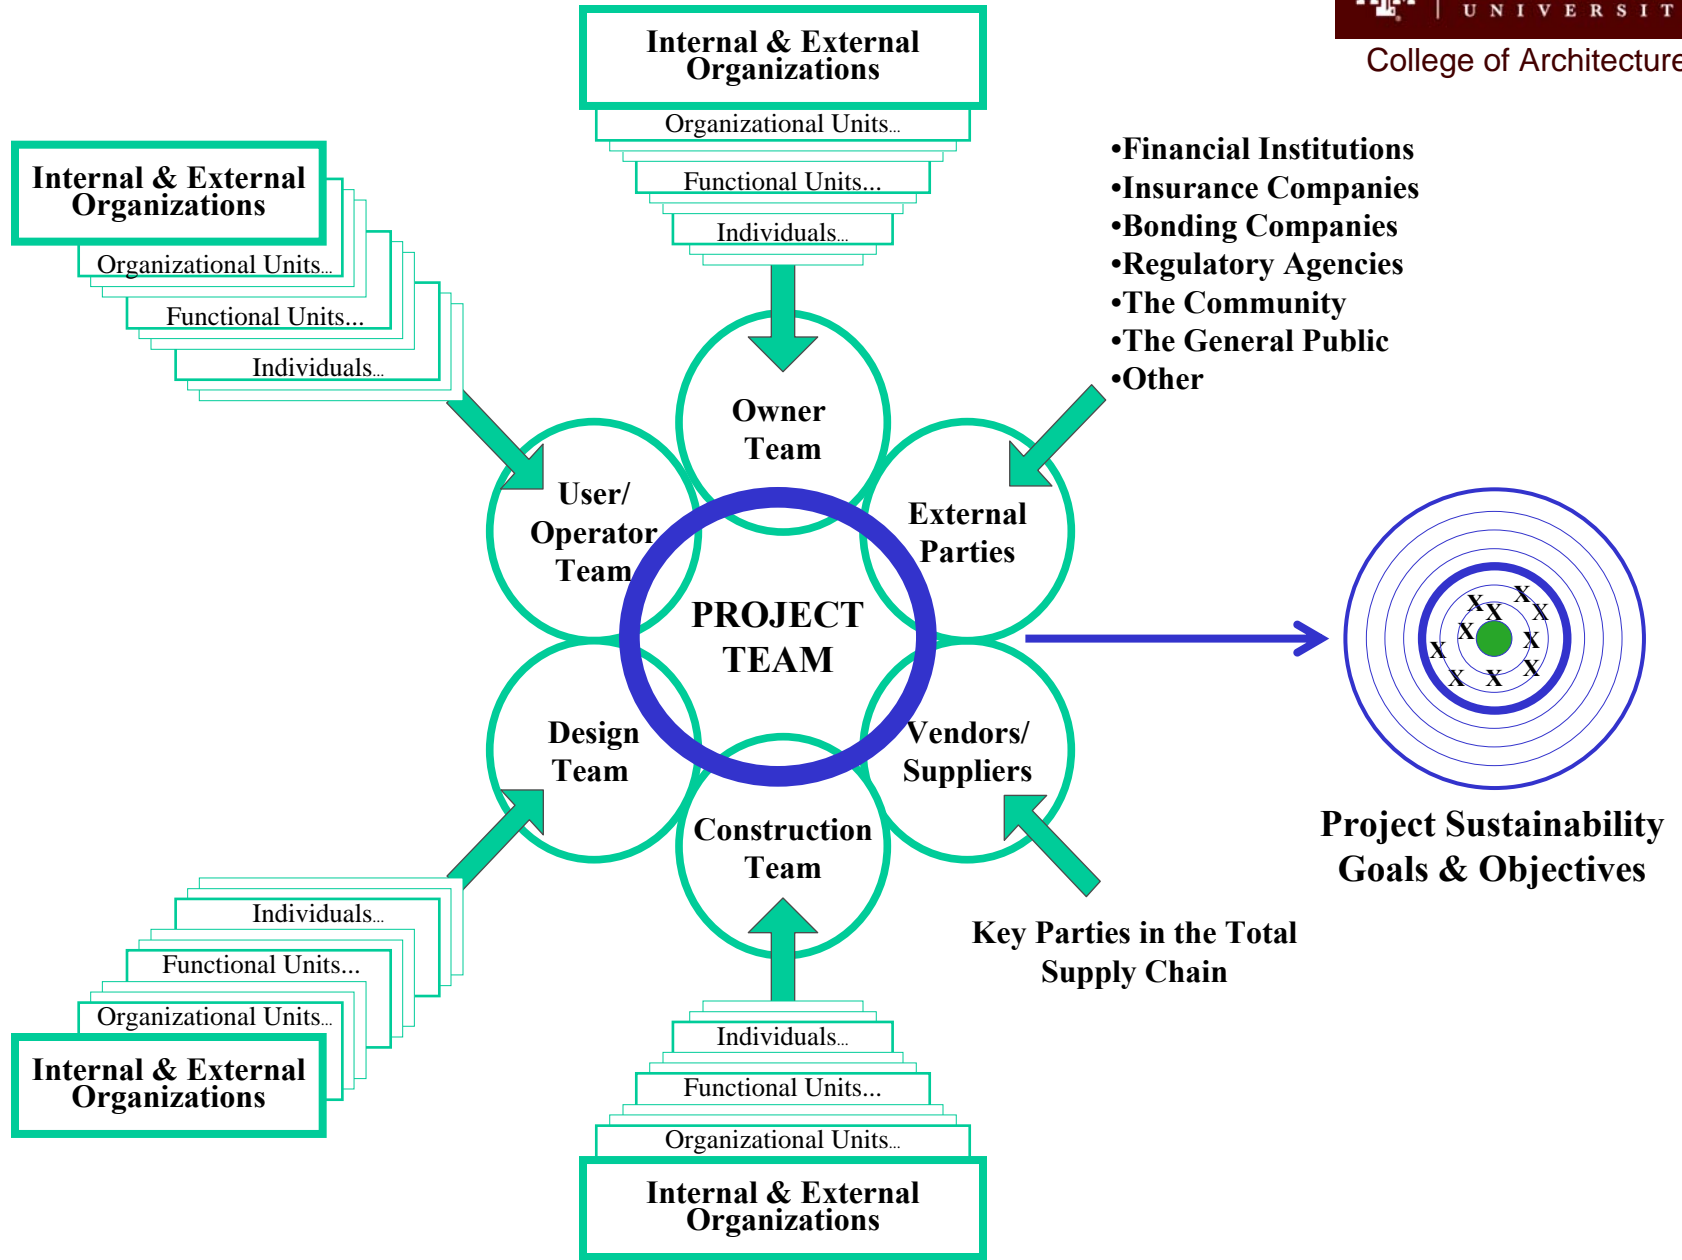 UNIVERSIT
College of Architecture
Internal & External
Organizations
Organizational Units...
Functional Units...
Individuals...
Internal & External
Organizations
Organizational Units...
Functional Units...
Individuals...
•Financial Institutions
•Insurance Companies
•Bonding Companies
•Regulatory Agencies
•The Community
•The General Public
•Other
Owner
Team
User/
Operator
Team
External
Parties
PROJECT
TEAM
Design
Team
Vendors/
Suppliers
Construction
Team
X
X
X
X
X
X
X
X
X
X
X
Project Sustainability
Goals & Objectives
Key Parties in the Total
Supply Chain
Individuals...
Functional Units...
Organizational Units...
Internal & External
Organizations
Individuals...
Functional Units...
Organizational Units...
Internal & External
Organizations